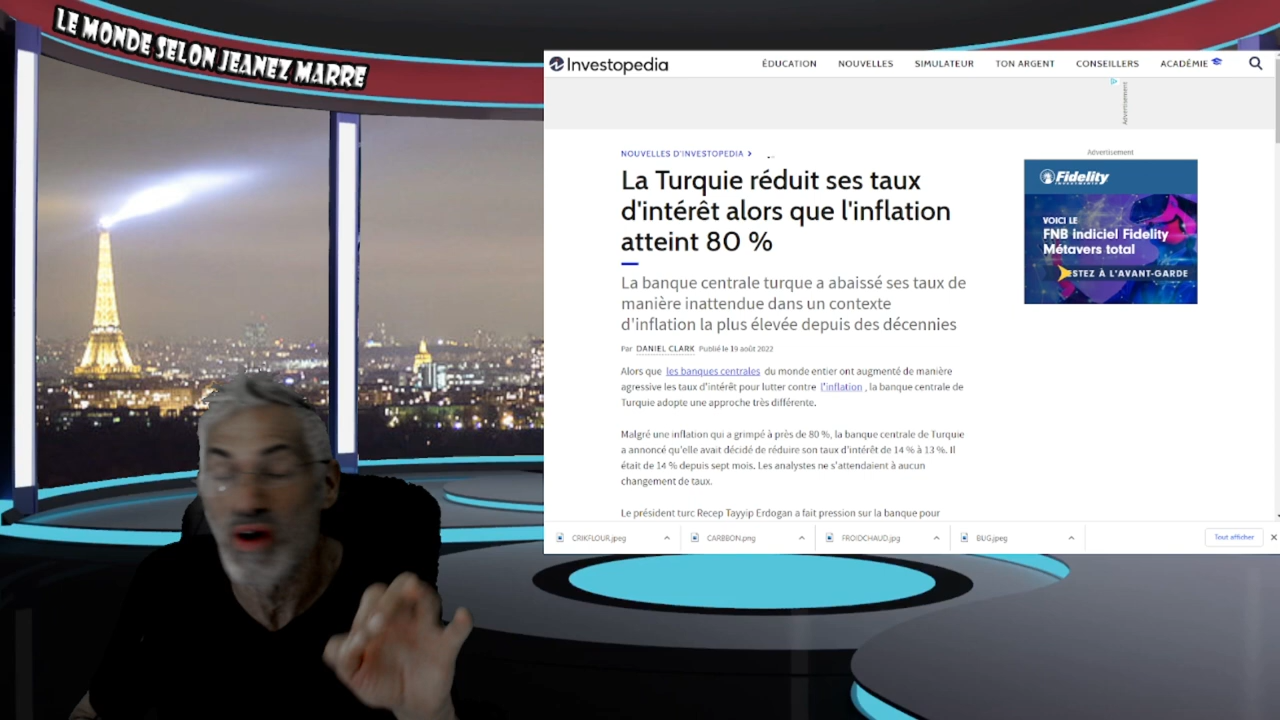 LE MONDE SELON JEANEZ MARRE
Investopedia
ÉDUCATION NOUVELLES SIMULATEUR TON ARGENT CONSEILLERS ACADÉMIE
Advertisement
NOUVELLES D'INVESTOPEDIA
La Turquie réduit ses taux
d'intérêt alors que l'inflation
atteint 80 %
La banque centrale turque a abaissé ses taux de
manière inattendue dans un contexte
d'inflation la plus élevée depuis des décennies
Par DANIEL CLARK Publié le 19 août 2022
Alors que les banques centrales du monde entier ont augmenté de manière
agressive les taux d'intérêt pour lutter contre l'inflation , la banque centrale de
Turquie adopte une approche très différente.
Malgré une inflation qui a grimpé à près de 80 %, la banque centrale de Turquie
a annoncé qu'elle avait décidé de réduire son taux d'intérêt de 14 % à 13 %. Il
était de 14 % depuis sept mois. Les analystes ne s'attendaient à aucun
changement de taux.
Le président turc Recep Tayyip Erdogan a fait pression sur la banque pour
Advertisement
Fidelity
INVESTMENTS
VOICI LE
FNB indiciel Fidelity
Métavers total
ESTEZ À L'AVANT-GARDE
CRIKFLOUR.jpeg
CARBBON.png
FROIDCHAUD.jpg
BUG.jpeg
Tout afficher